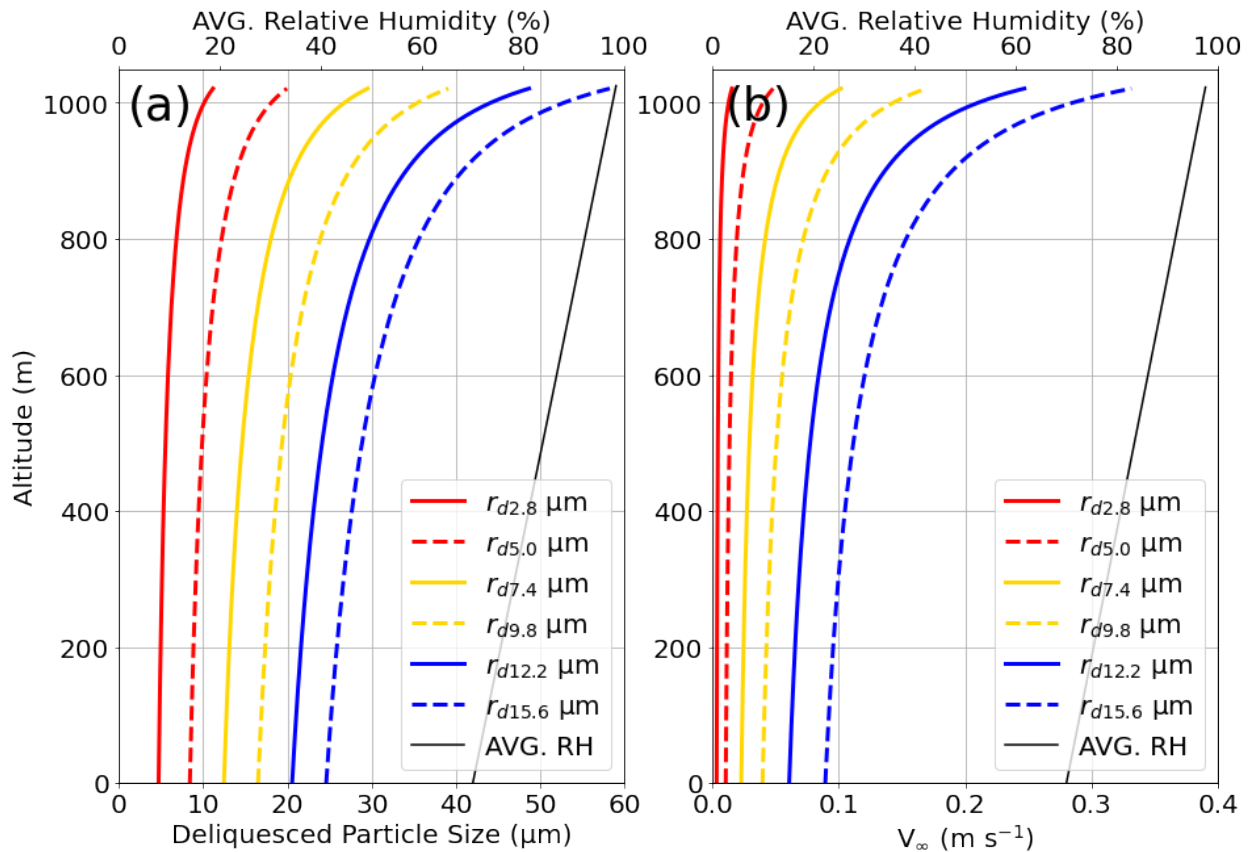 AVG. Relative Humidity (%)
0 20 40 60 80 100
(a)
1000
800
600
400
200
0
Altitude (m)
r_d2.8 μm
r_d5.0 μm
r_d7.4 μm
r_d9.8 μm
r_d12.2 μm
r_d15.6 μm
AVG. RH
0 10 20 30 40 50 60
Deliquesced Particle Size (μm)
AVG. Relative Humidity (%)
0 20 40 60 80 100
(b)
1000
800
600
400
200
0
r_d2.8 μm
r_d5.0 μm
r_d7.4 μm
r_d9.8 μm
r_d12.2 μm
r_d15.6 μm
AVG. RH
0.0 0.1 0.2 0.3 0.4
V∞ (m s⁻¹)